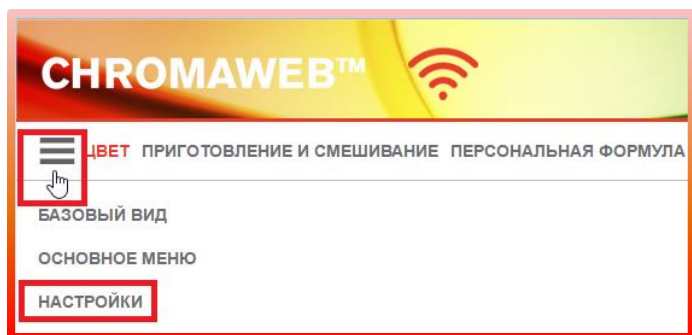 CHROMAWEB™
ЦВЕТ ПРИГОТОВЛЕНИЕ И СМЕШИВАНИЕ ПЕРСОНАЛЬНАЯ ФОРМУЛА
БАЗОВЫЙ ВИД
ОСНОВНОЕ МЕНЮ
НАСТРОЙКИ